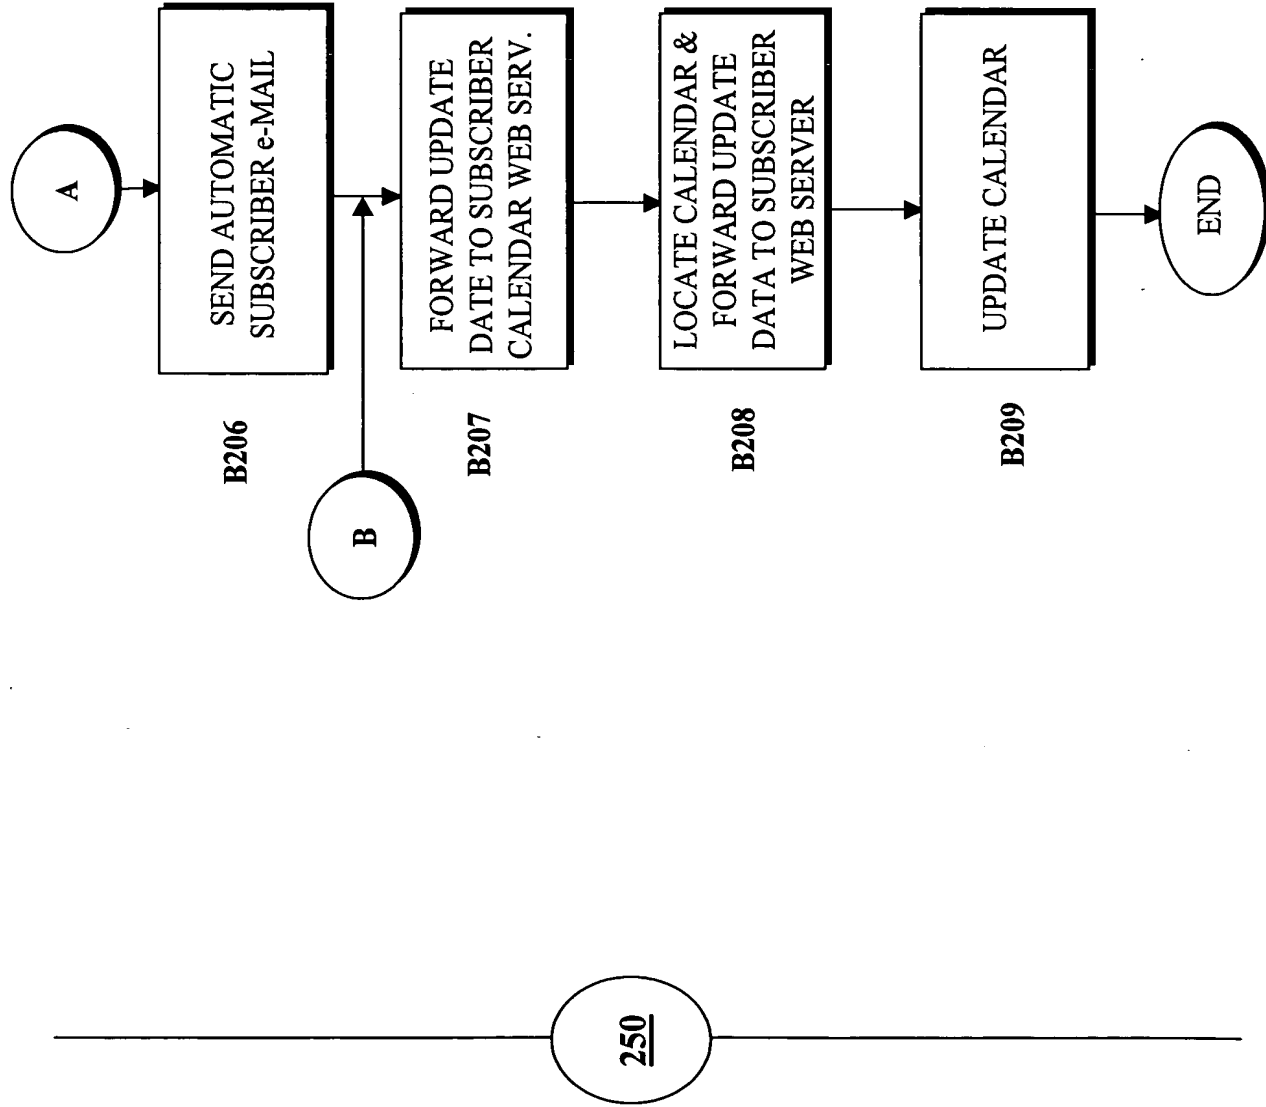 A
SEND AUTOMATIC
SUBSCRIBER e-MAIL
B206
B
FORWARD UPDATE
DATE TO SUBSCRIBER
CALENDAR WEB SERV.
B207
LOCATE CALENDAR &
FORWARD UPDATE
DATA TO SUBSCRIBER
WEB SERVER
B208
UPDATE CALENDAR
B209
END
250